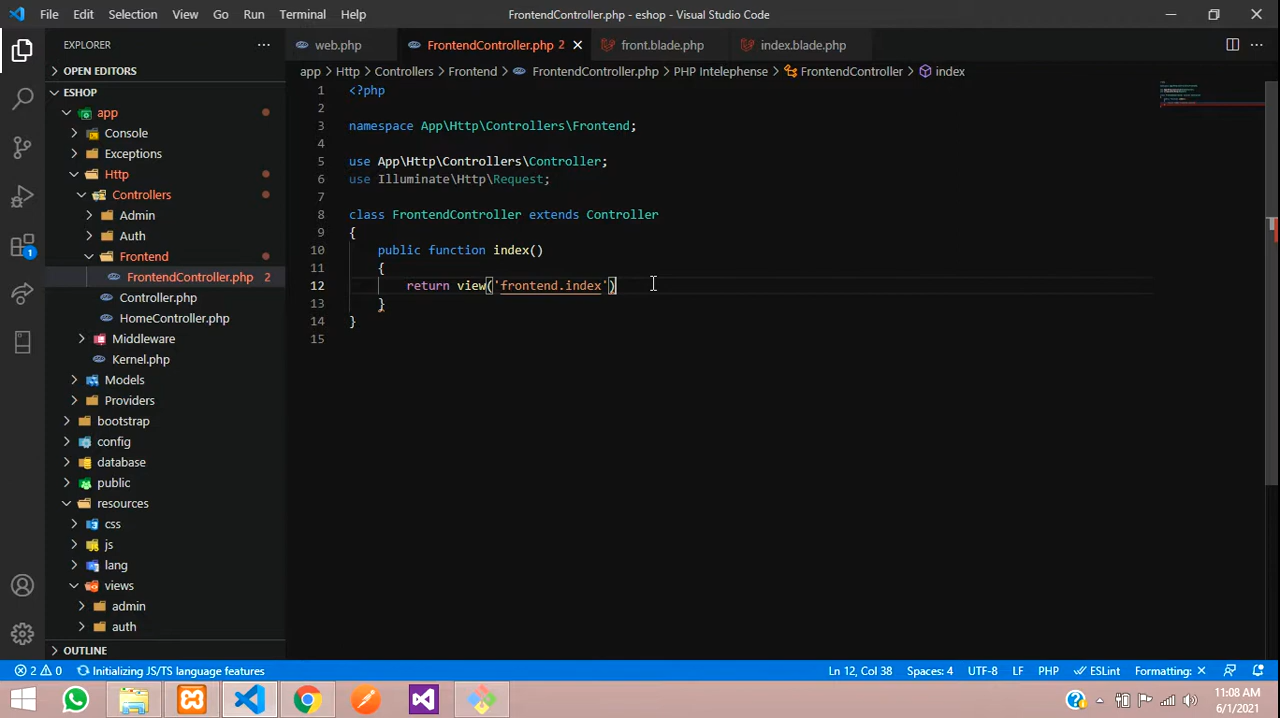 File Edit Selection View Go Run Terminal Help FrontendController.php - eshop - Visual Studio Code
EXPLORER
web.php FrontendController.php 2 front.blade.php index.blade.php
OPEN EDITORS
app > Http > Controllers > Frontend > FrontendController.php > PHP Intelephense > FrontendController > index
ESHOP
app
Console
Exceptions
Http
Controllers
Admin
Auth
Frontend
FrontendController.php 2
Controller.php
HomeController.php
Middleware
Kernel.php
Models
Providers
bootstrap
config
database
public
resources
css
js
lang
views
admin
auth
OUTLINE
1 <?php
2
3 namespace App\Http\Controllers\Frontend;
4
5 use App\Http\Controllers\Controller;
6 use Illuminate\Http\Request;
7
8 class FrontendController extends Controller
9 {
10 public function index()
11 {
12 return view('frontend.index')
13 }
14 }
15
1
2 0 Initializing JS/TS language features Ln 12, Col 38 Spaces: 4 UTF-8 LF PHP ESLint Formatting: ×
11:08 AM
6/1/2021